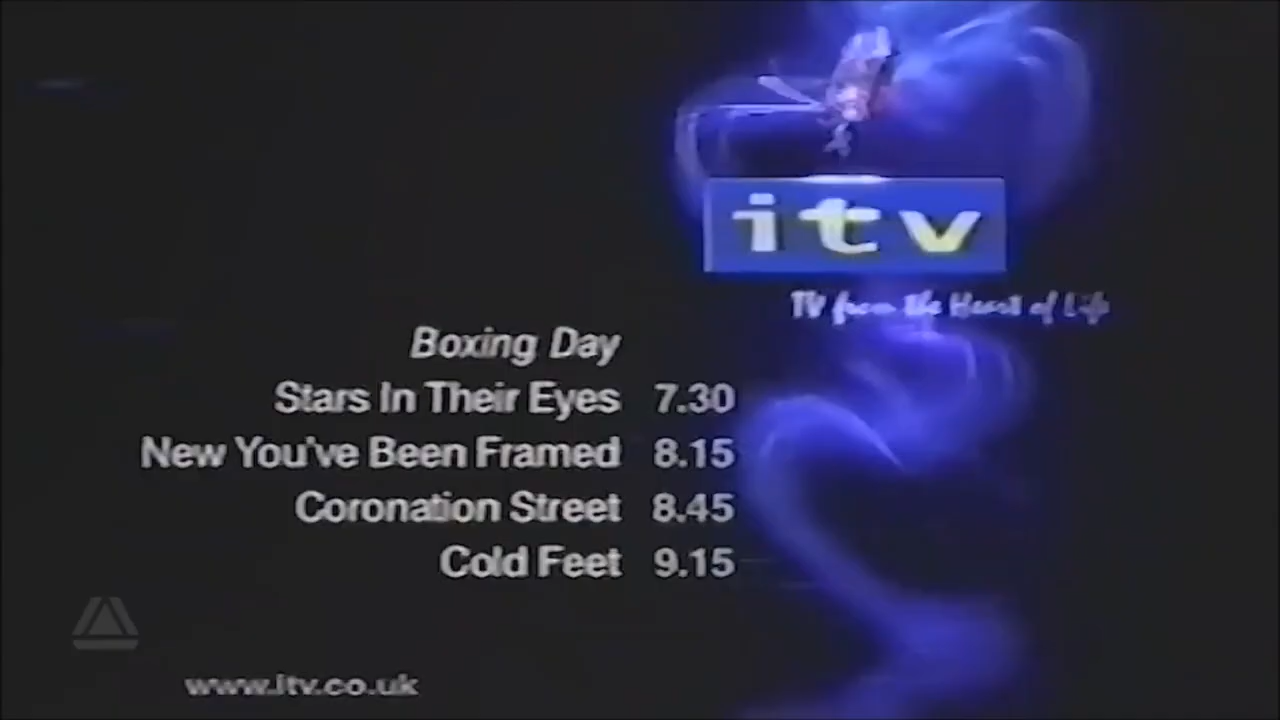 itv
TV from the Heart of Life
Boxing Day
Stars In Their Eyes 7.30
New You've Been Framed 8.15
Coronation Street 8.45
Cold Feet 9.15
www.itv.co.uk